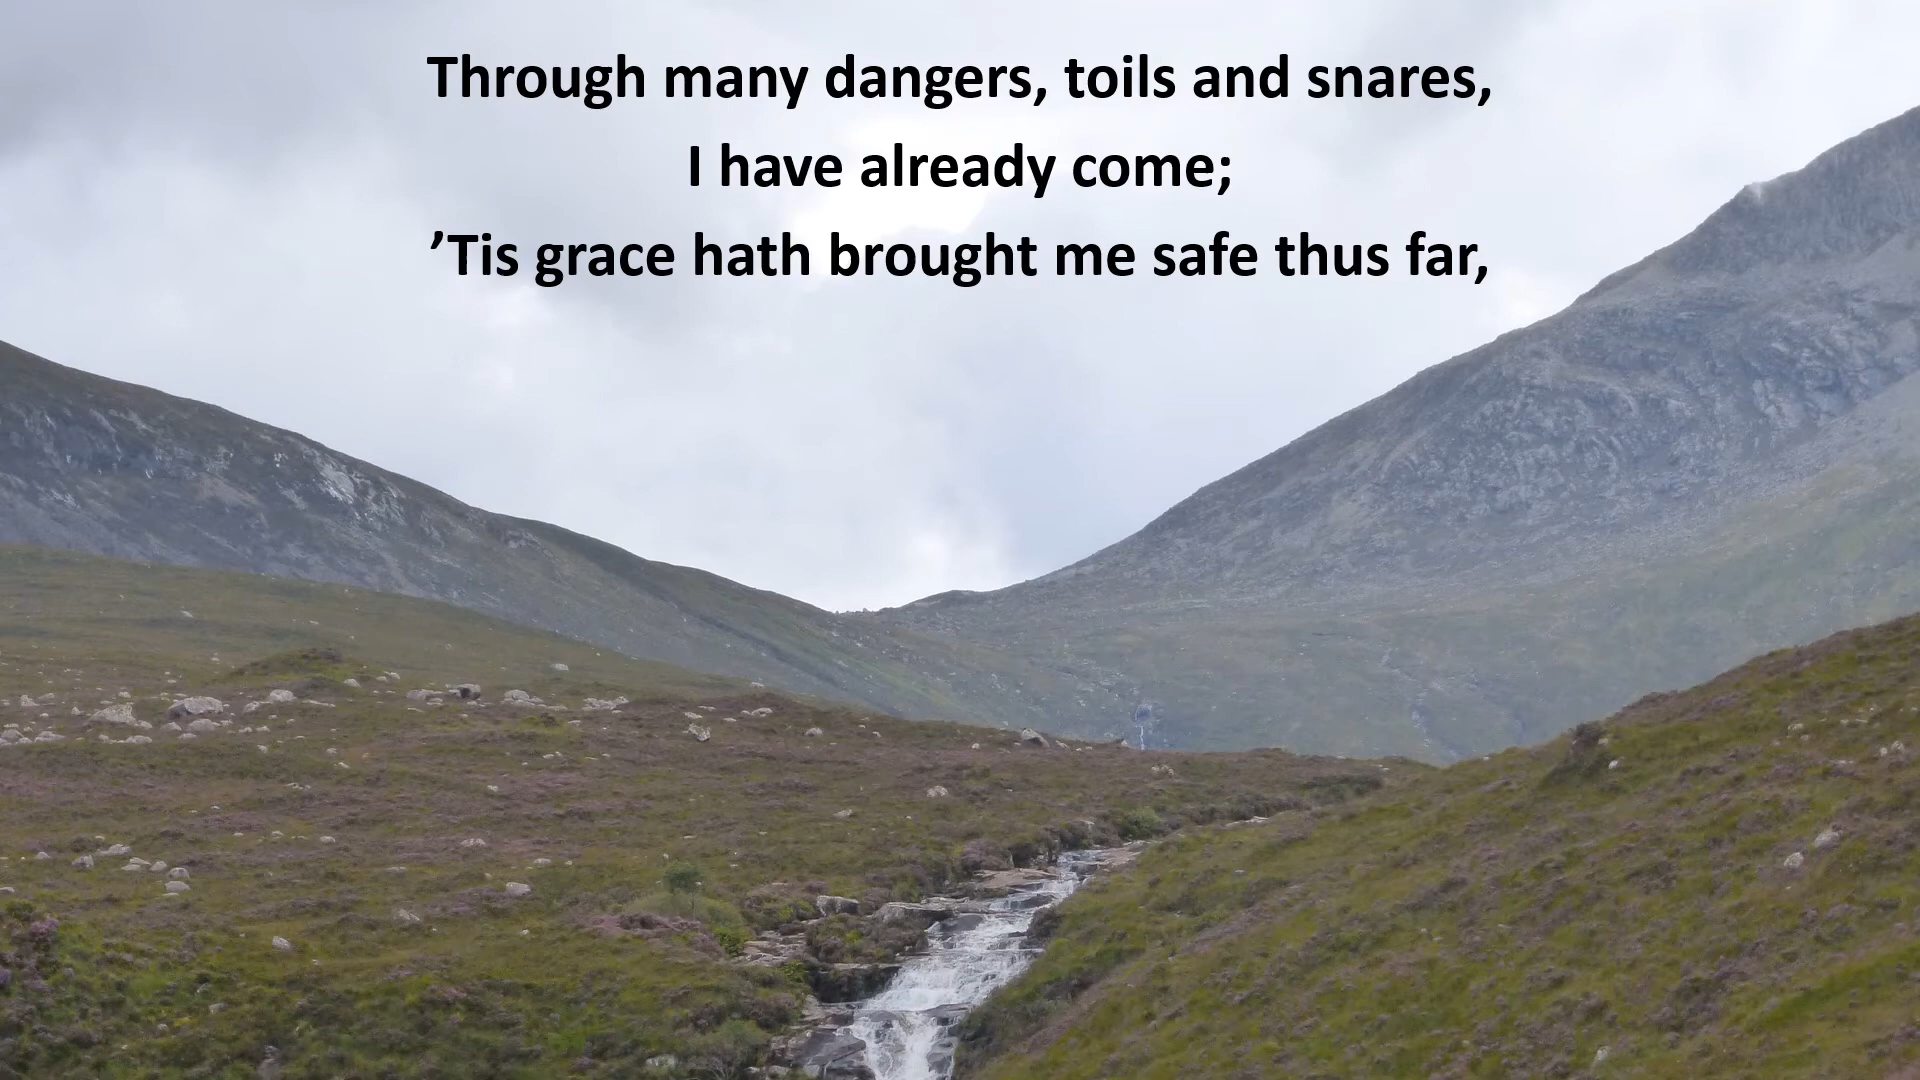 Through many dangers, toils and snares,
I have already come;
’Tis grace hath brought me safe thus far,